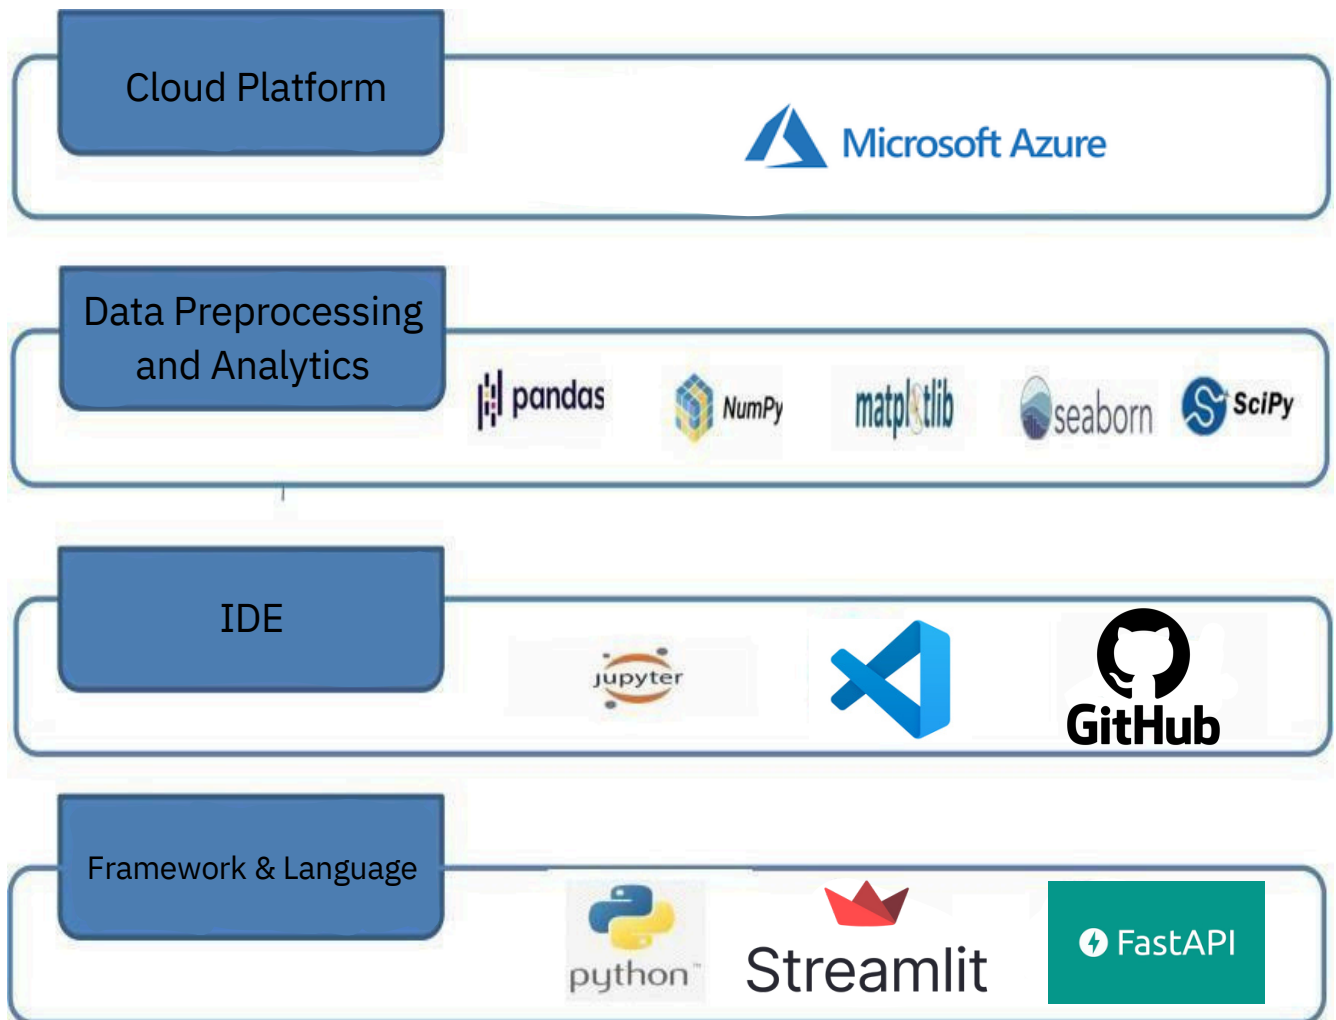 Cloud Platform
Microsoft Azure
Data Preprocessing
and Analytics
pandas
NumPy
matplotlib
seaborn
SciPy
IDE
jupyter
GitHub
Framework & Language
python™
Streamlit
FastAPI